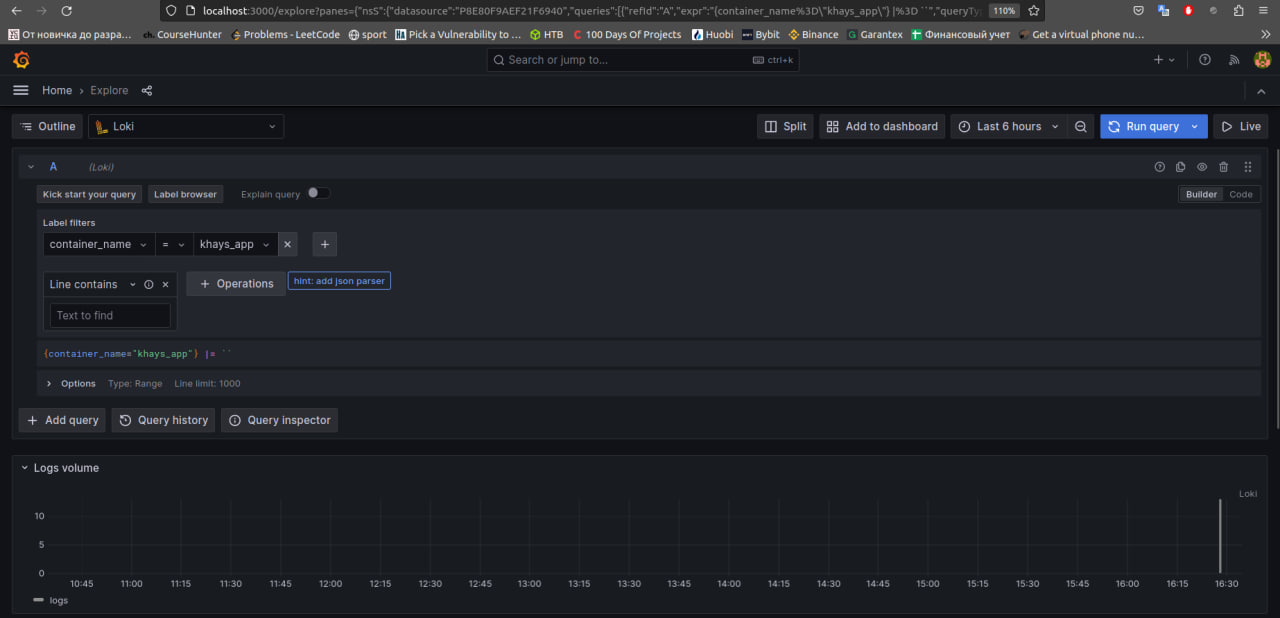 localhost:3000/explore?panes={"nsS":{"datasource":"P8E80F9AEF21F6940","queries":[{"refId":"A","expr":"{container_name%3D\"khays_app\"} |%3D ``","queryTy 110%
От новичка до разра... ch. CourseHunter Problems - LeetCode sport Pick a Vulnerability to ... HTB 100 Days Of Projects Huobi Bybit Binance Garantex Финансовый учет Get a virtual phone nu...
Search or jump to... ctrl+k
Home › Explore
Outline Loki Split Add to dashboard Last 6 hours Run query Live
A (Loki)
Kick start your query Label browser Explain query Builder Code
Label filters
container_name = khays_app
Line contains + Operations hint: add json parser
Text to find
{container_name="khays_app"} |= ``
Options Type: Range Line limit: 1000
+ Add query Query history Query inspector
Logs volume
Loki
10
5
0
10:45 11:00 11:15 11:30 11:45 12:00 12:15 12:30 12:45 13:00 13:15 13:30 13:45 14:00 14:15 14:30 14:45 15:00 15:15 15:30 15:45 16:00 16:15 16:30
logs